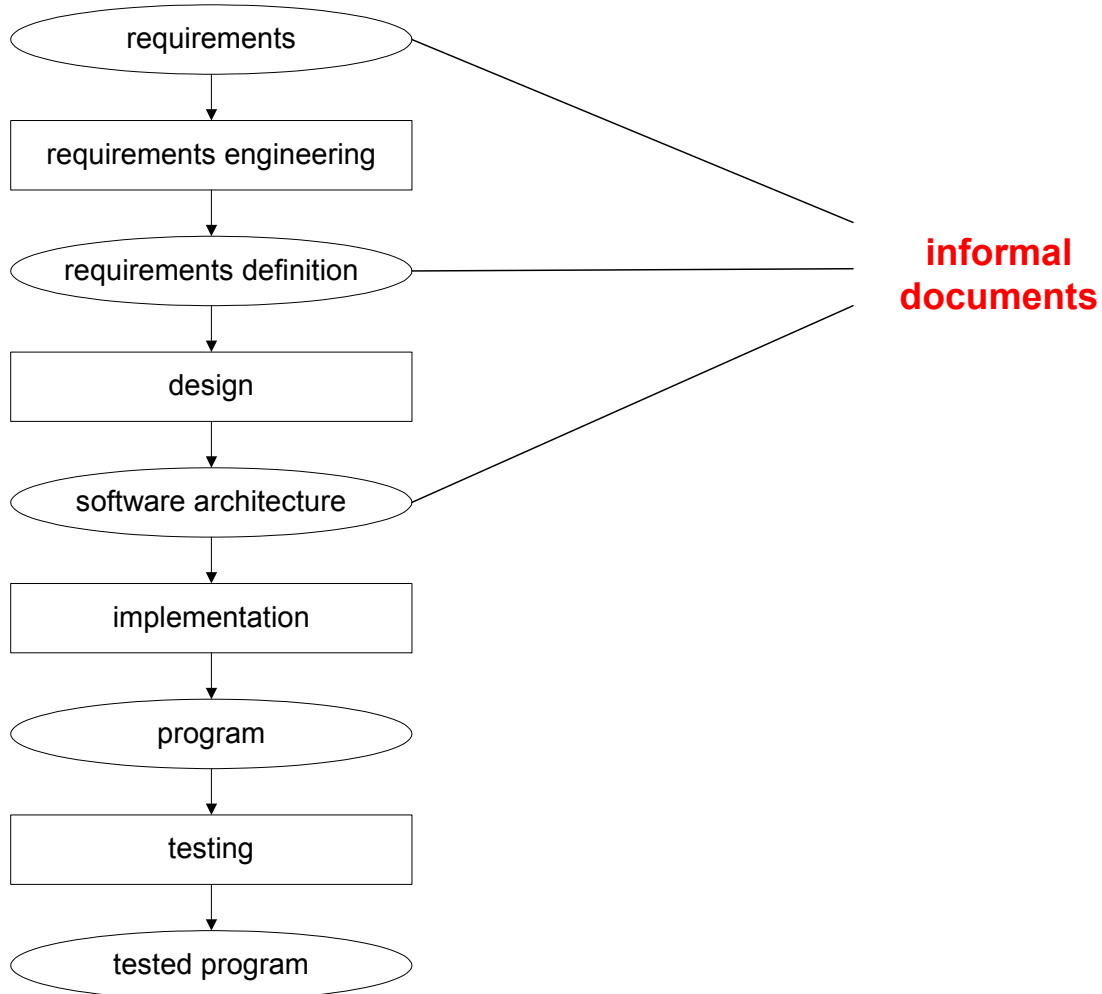 requirements
requirements engineering
requirements definition
design
software architecture
implementation
program
testing
tested program
informal
documents